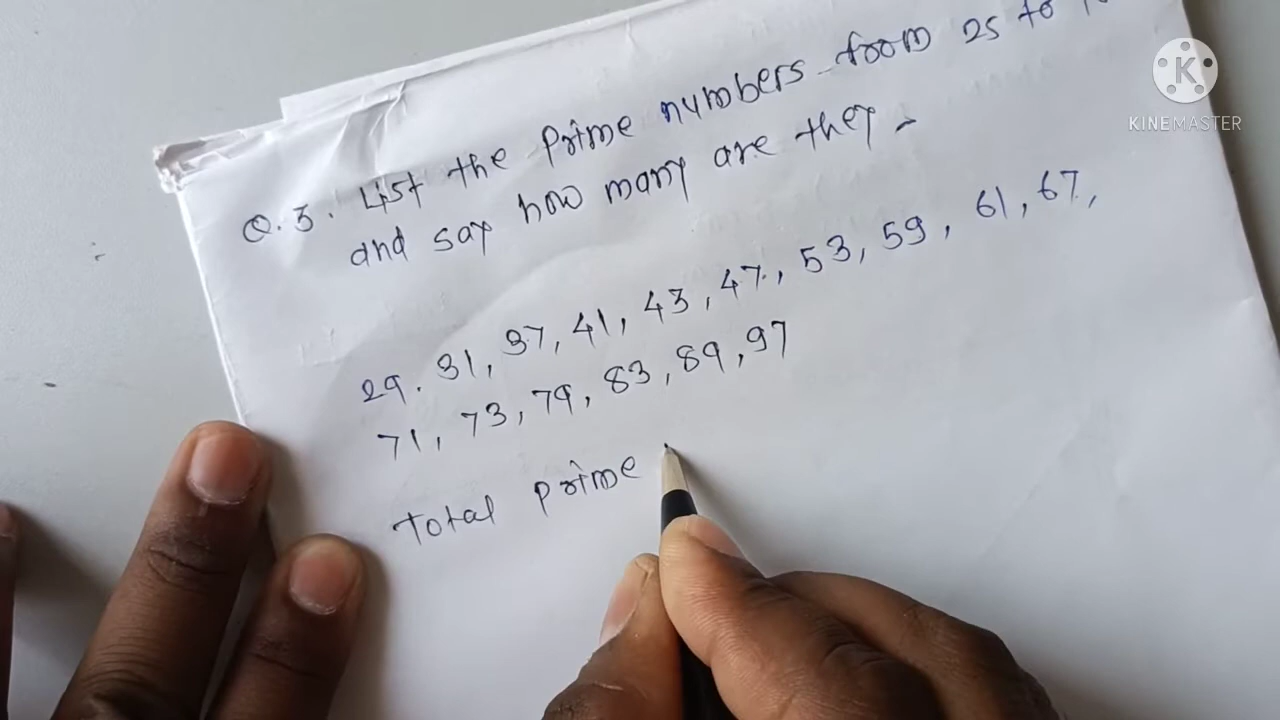 Q.3. List the Prime numbers from 25 to
and say how many are they.
29. 31, 37, 41, 43, 47, 53, 59, 61, 67,
71, 73, 79, 83, 89, 97
Total prime
K
KINEMASTER